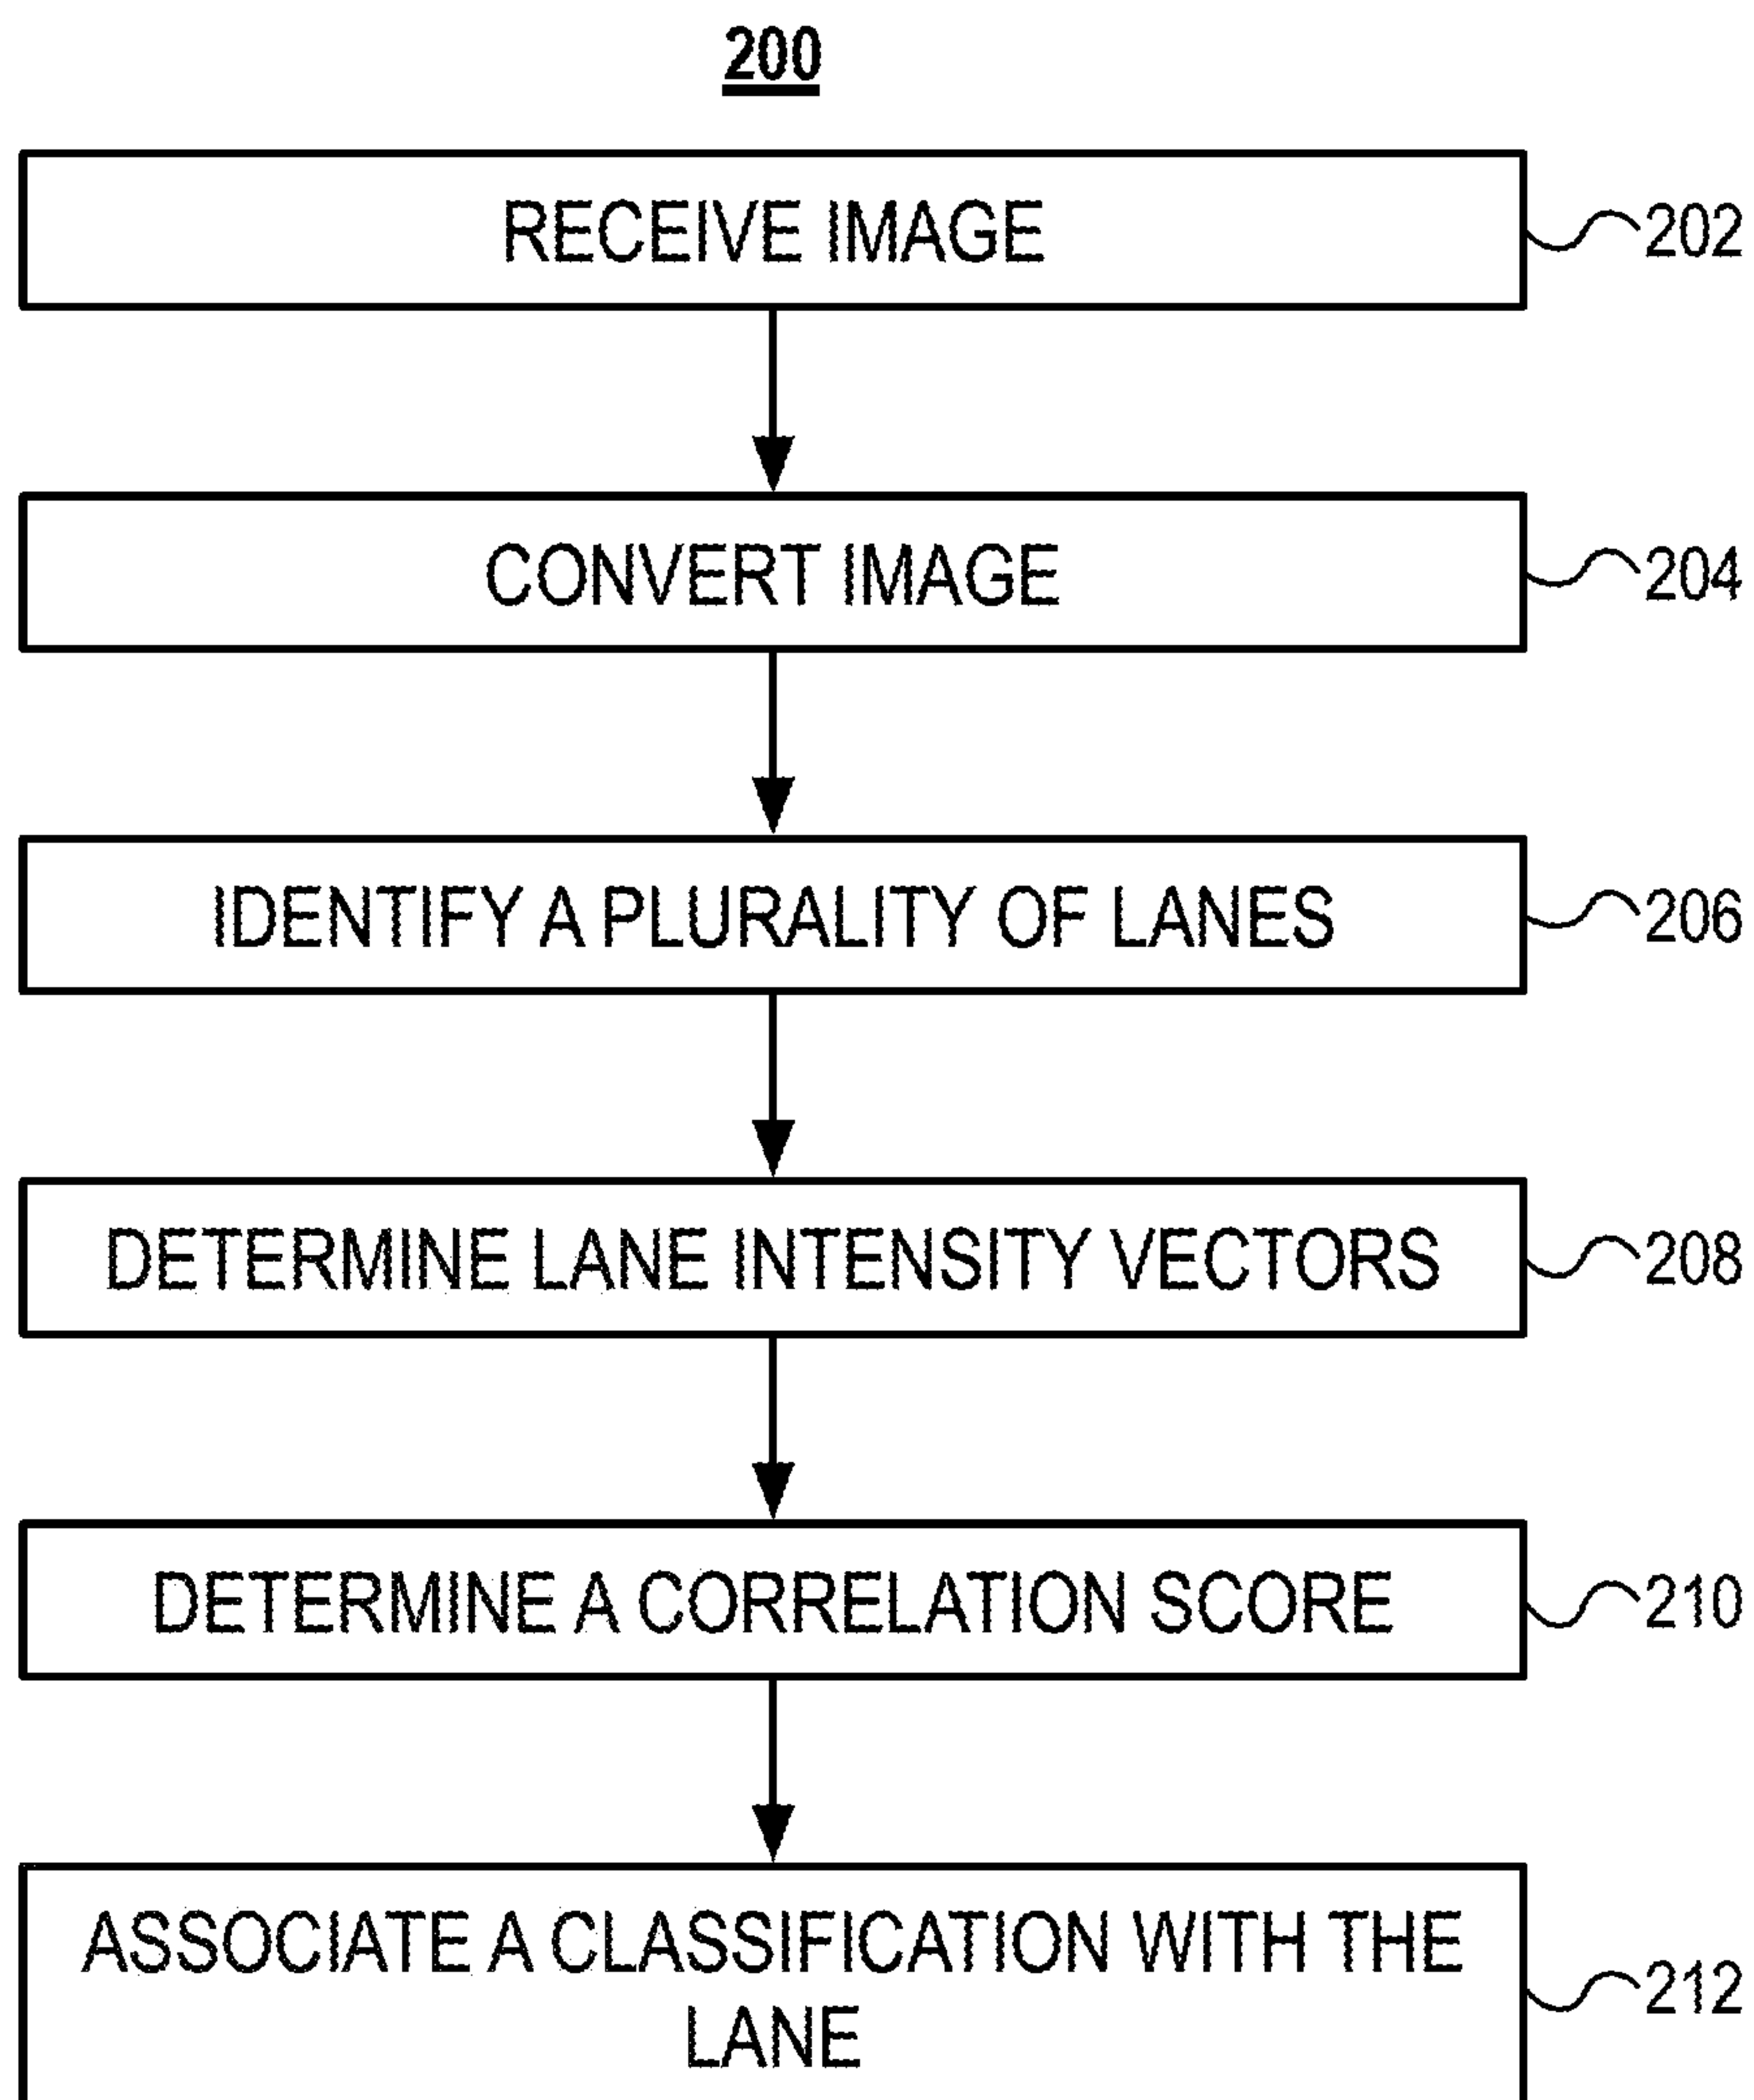 200
RECEIVE IMAGE
202
CONVERT IMAGE
204
IDENTIFY A PLURALITY OF LANES
206
DETERMINE LANE INTENSITY VECTORS
208
DETERMINE A CORRELATION SCORE
210
ASSOCIATE A CLASSIFICATION WITH THE
LANE
212